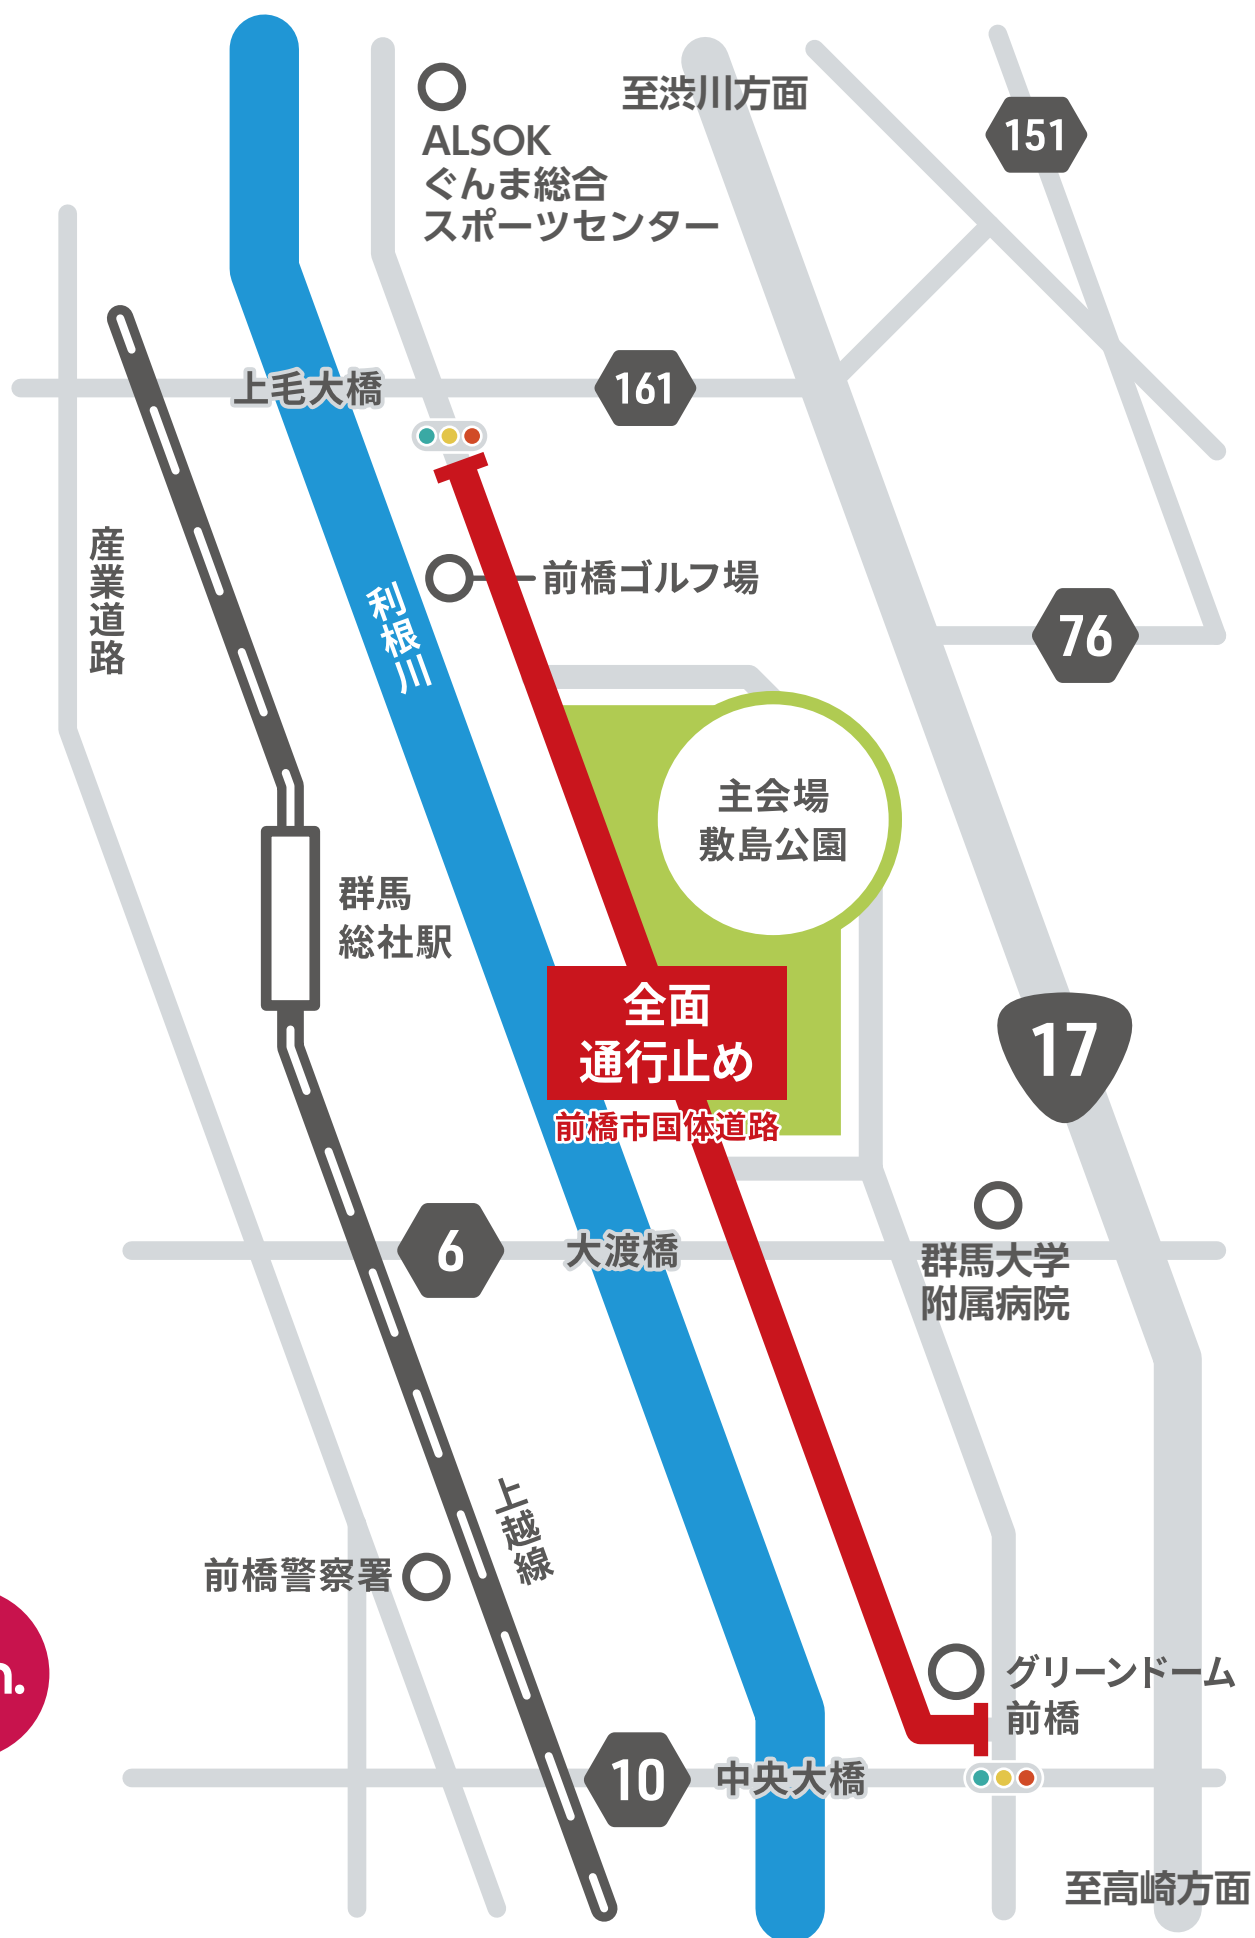 至渋川方面
ALSOK
ぐんま総合
スポーツセンター
151
上毛大橋
161
産業道路
利根川
前橋ゴルフ場
76
主会場
敷島公園
群馬
総社駅
全面
通行止め
前橋市国体道路
17
6
大渡橋
群馬大学
附属病院
上越線
前橋警察署
グリーンドーム
前橋
10
中央大橋
至高崎方面